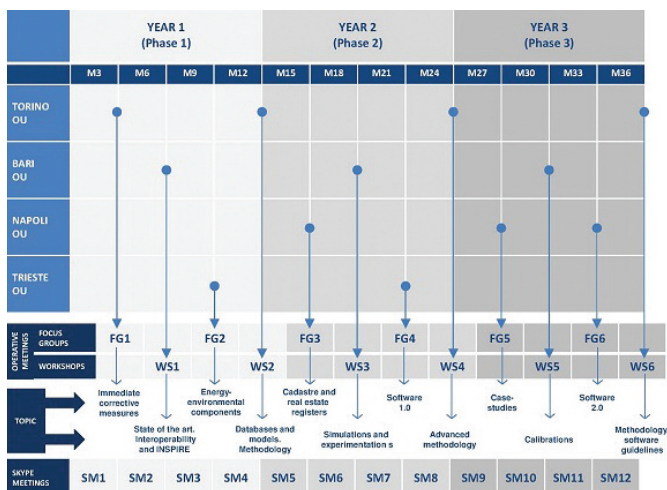 YEAR 1
(Phase 1)
YEAR 2
(Phase 2)
YEAR 3
(Phase 3)
M3 M6 M9 M12 M15 M18 M21 M24 M27 M30 M33 M36
TORINO
OU
BARI
OU
NAPOLI
OU
TRIESTE
OU
OPERATIVE
MEETINGS
FOCUS
GROUPS
FG1 FG2 FG3 FG4 FG5 FG6
WORKSHOPS
WS1 WS2 WS3 WS4 WS5 WS6
TOPIC
Immediate
corrective
measures
Energy-
environmental
components
Cadastre and
real estate
registers
Software
1.0
Case-
studies
Software
2.0
State of the art.
Interoperability
and INSPIRE
Databases and
models.
Methodology
Simulations and
experimentation s
Advanced
methodology
Calibrations
Methodology
software
guidelines
SKYPE
MEETINGS
SM1 SM2 SM3 SM4 SM5 SM6 SM7 SM8 SM9 SM10 SM11 SM12